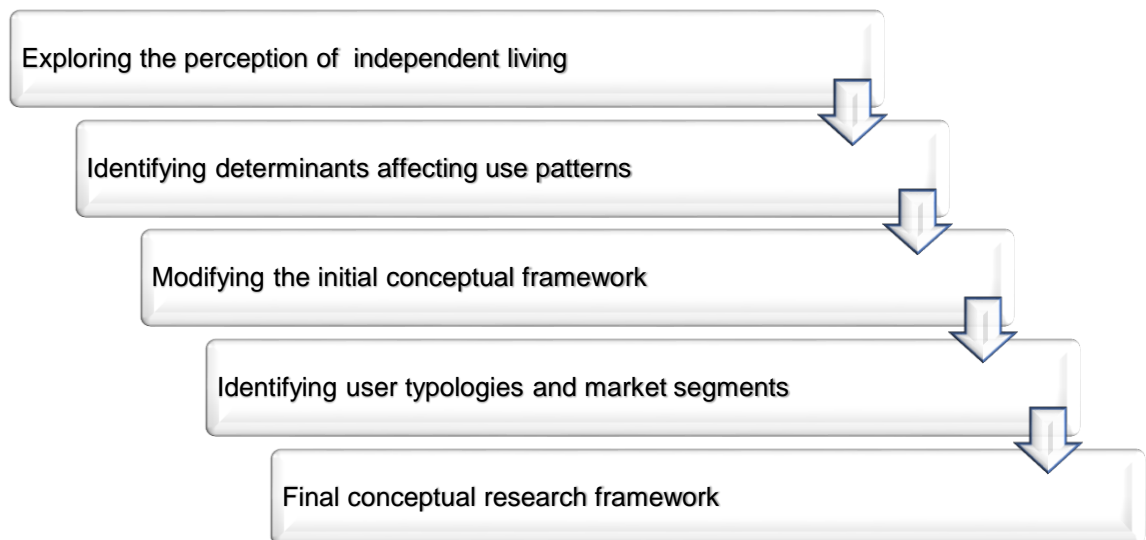 Exploring the perception of independent living
Identifying determinants affecting use patterns
Modifying the initial conceptual framework
Identifying user typologies and market segments
Final conceptual research framework